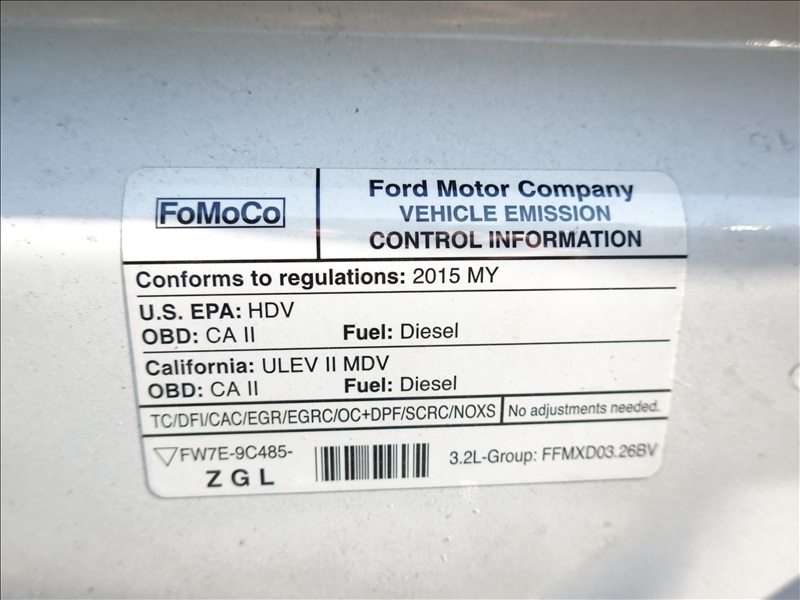 FoMoCo
Ford Motor Company
VEHICLE EMISSION
CONTROL INFORMATION
Conforms to regulations: 2015 MY
U.S. EPA: HDV
OBD: CA II Fuel: Diesel
California: ULEV II MDV
OBD: CA II Fuel: Diesel
TC/DFI/CAC/EGR/EGRC/OC+DPF/SCRC/NOXS No adjustments needed.
FW7E-9C485-
Z G L
3.2L-Group: FFMXD03.26BV